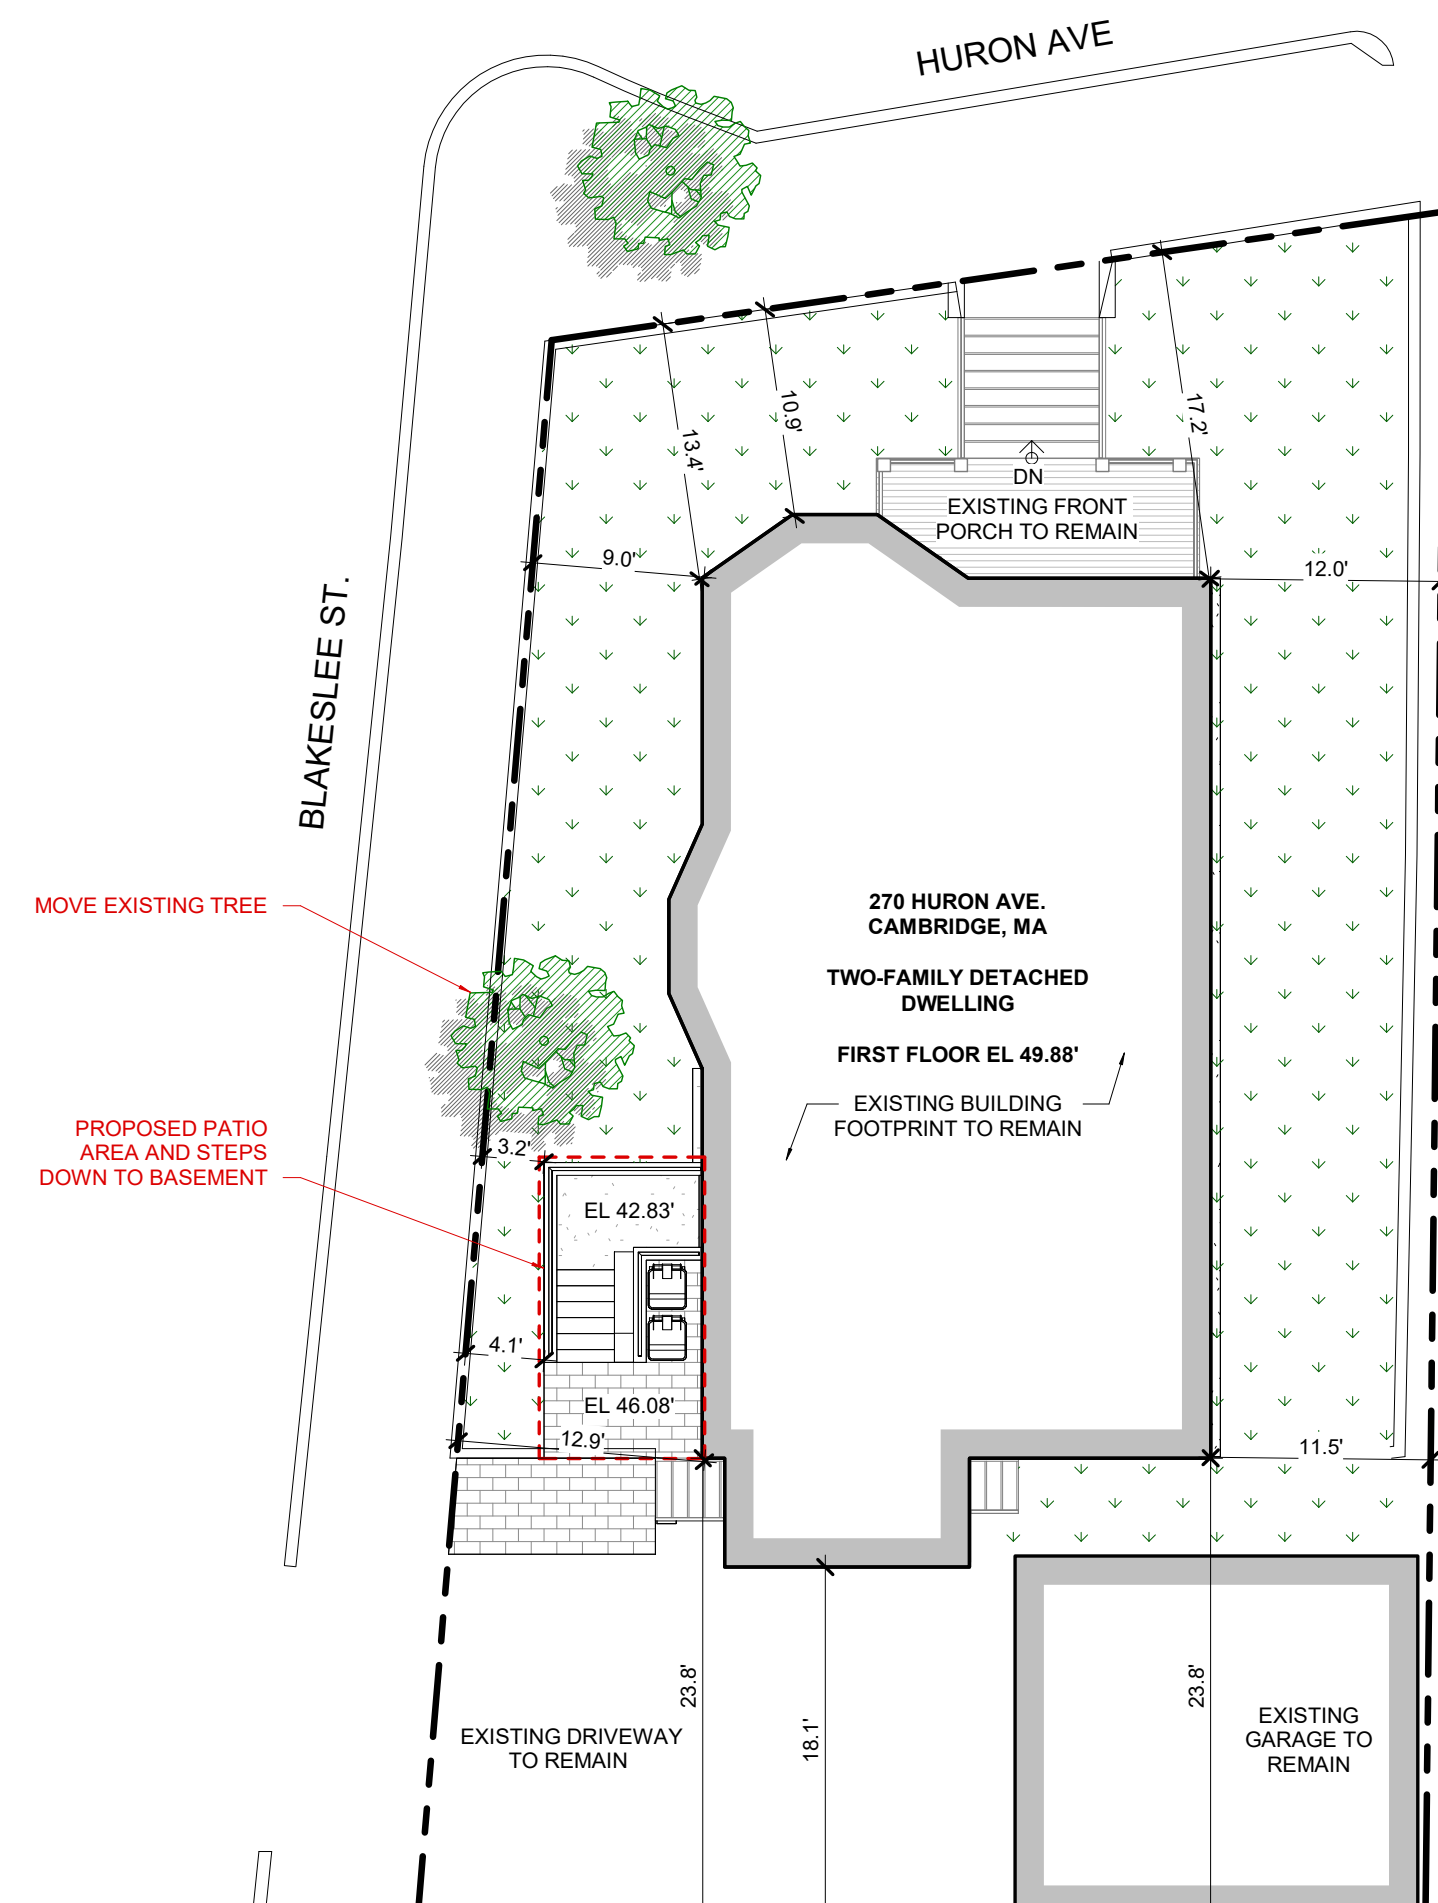 HURON AVE
10.9'
17.2'
13.4'
DN
EXISTING FRONT
PORCH TO REMAIN
9.0'
12.0'
BLAKESLEE ST.
MOVE EXISTING TREE
270 HURON AVE.
CAMBRIDGE, MA
TWO-FAMILY DETACHED
DWELLING
FIRST FLOOR EL 49.88'
EXISTING BUILDING
FOOTPRINT TO REMAIN
PROPOSED PATIO
AREA AND STEPS
DOWN TO BASEMENT
3.2'
EL 42.83'
4.1'
EL 46.08'
12.9'
11.5'
23.8'
18.1'
23.8'
EXISTING DRIVEWAY
TO REMAIN
EXISTING
GARAGE TO
REMAIN